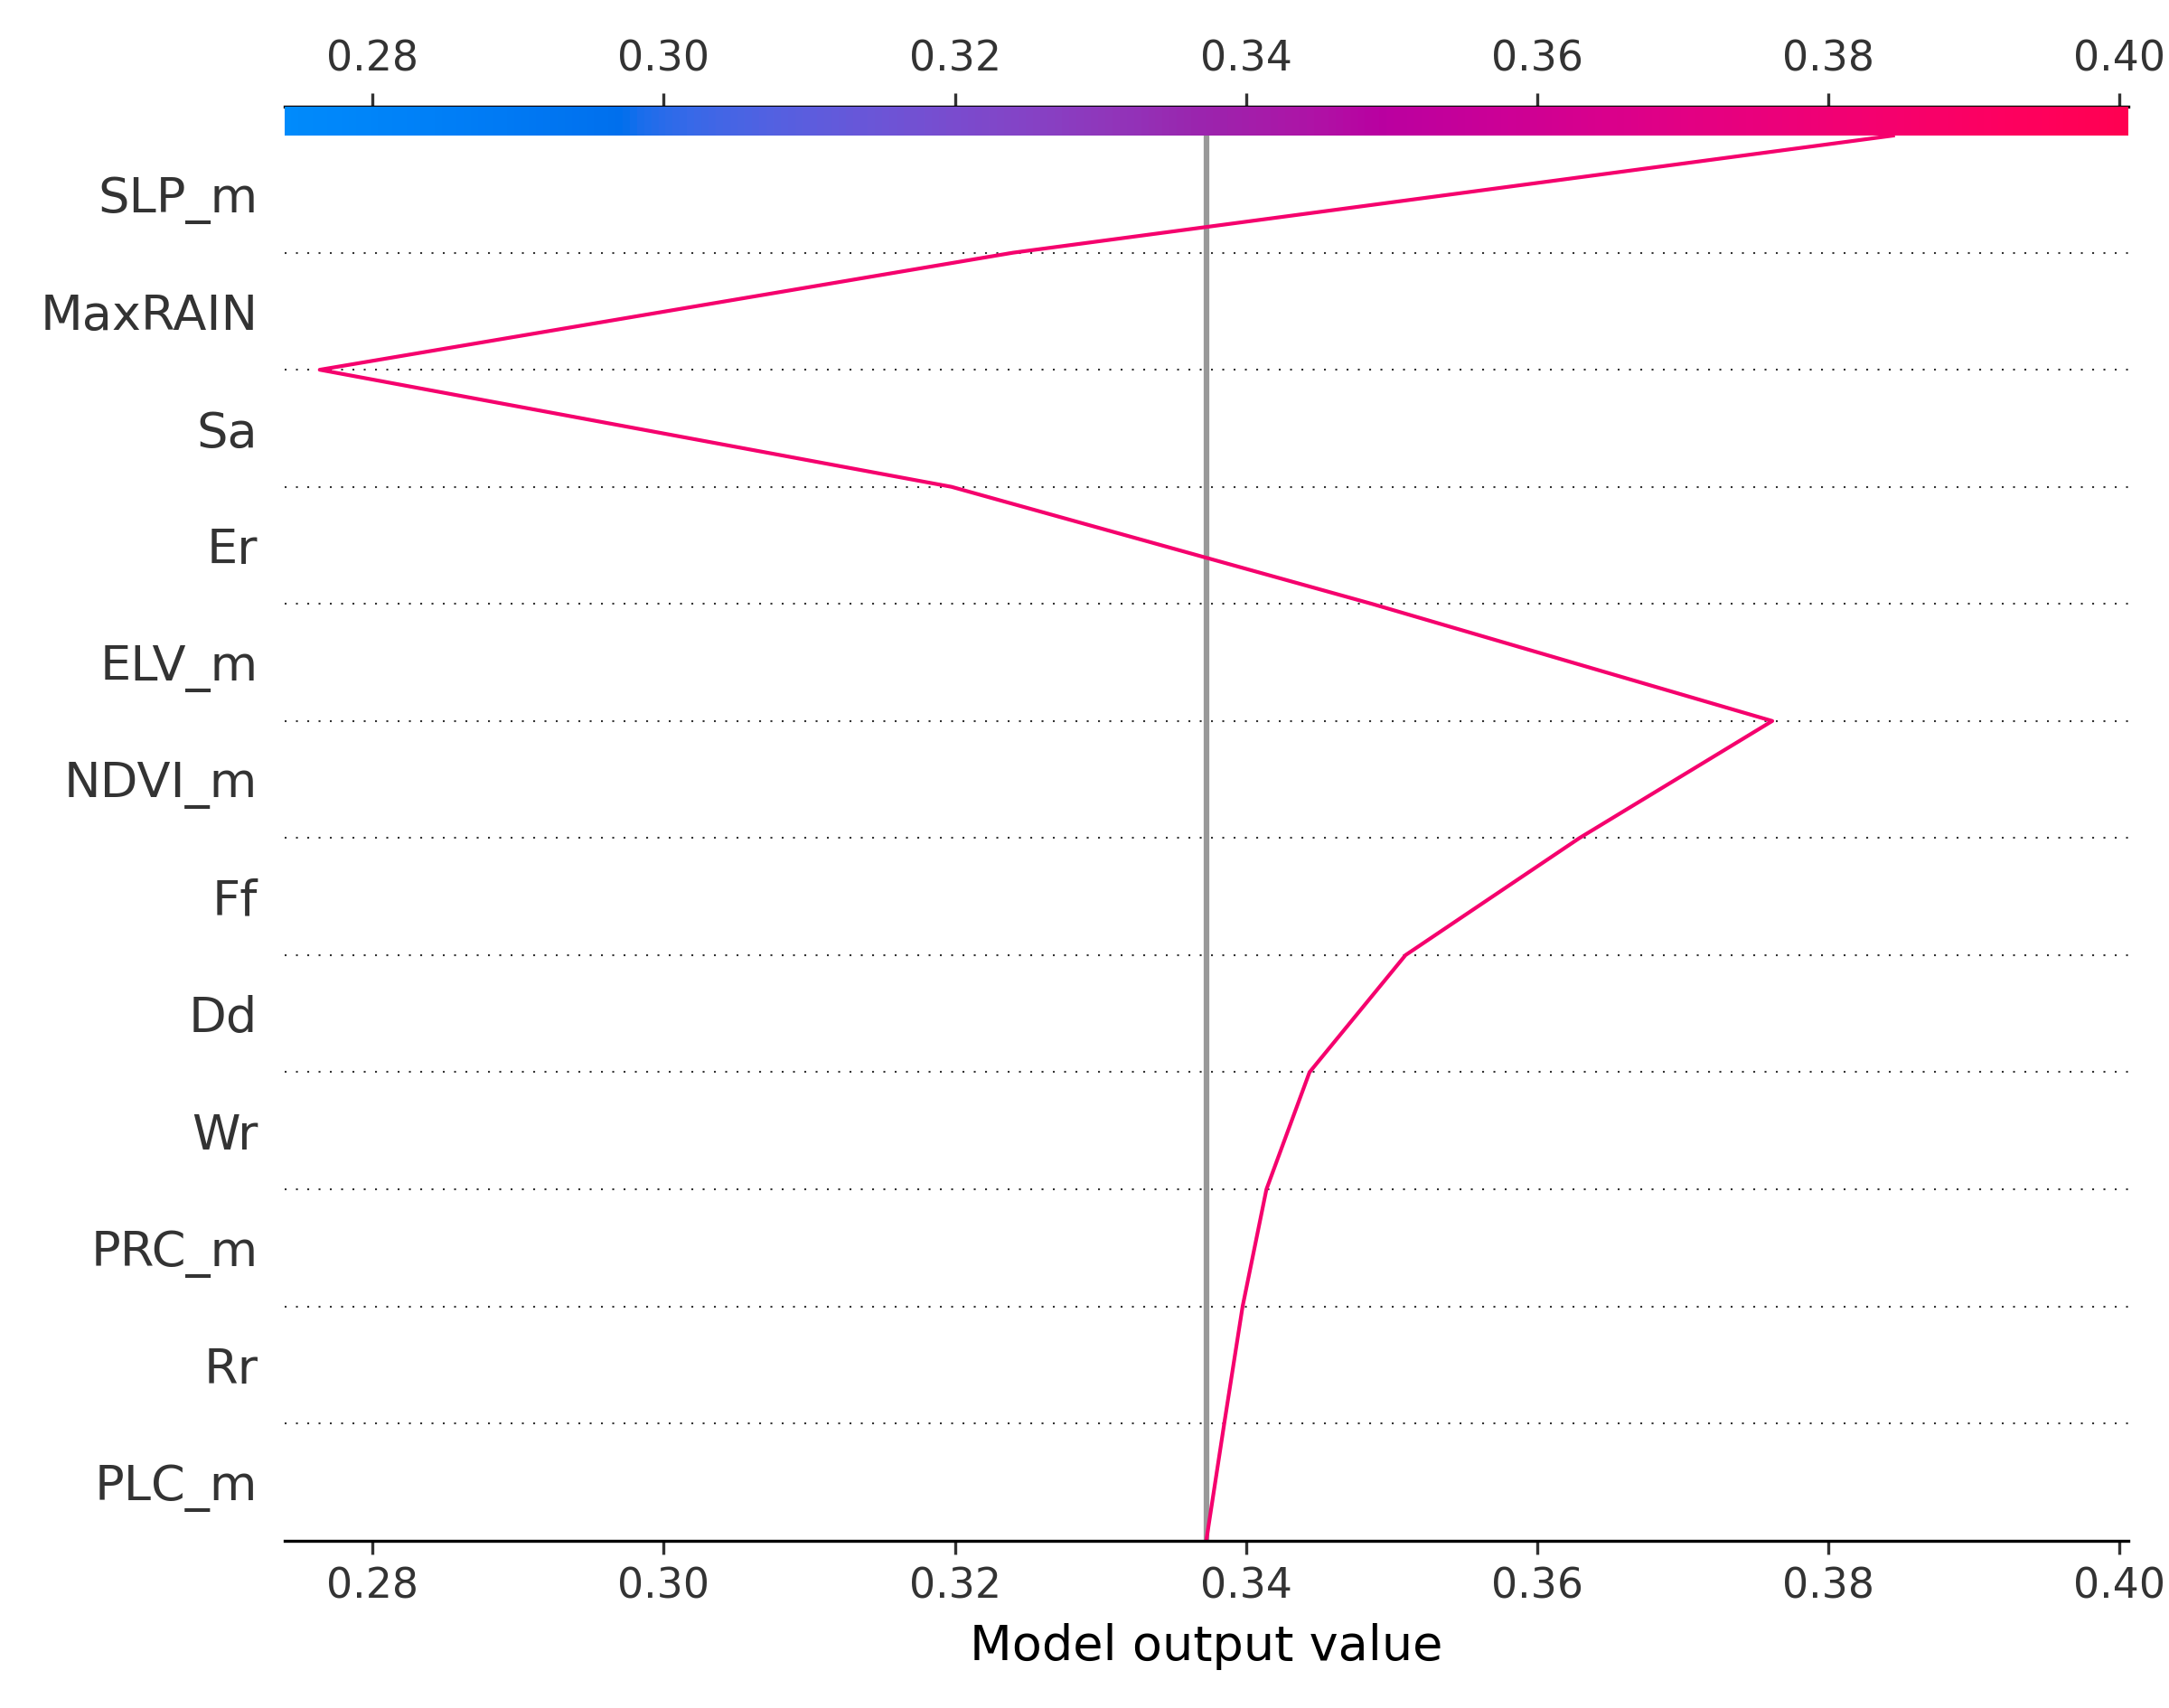 0.28 0.30 0.32 0.34 0.36 0.38 0.40
SLP_m
MaxRAIN
Sa
Er
ELV_m
NDVI_m
Ff
Dd
Wr
PRC_m
Rr
PLC_m
0.28 0.30 0.32 0.34 0.36 0.38 0.40
Model output value